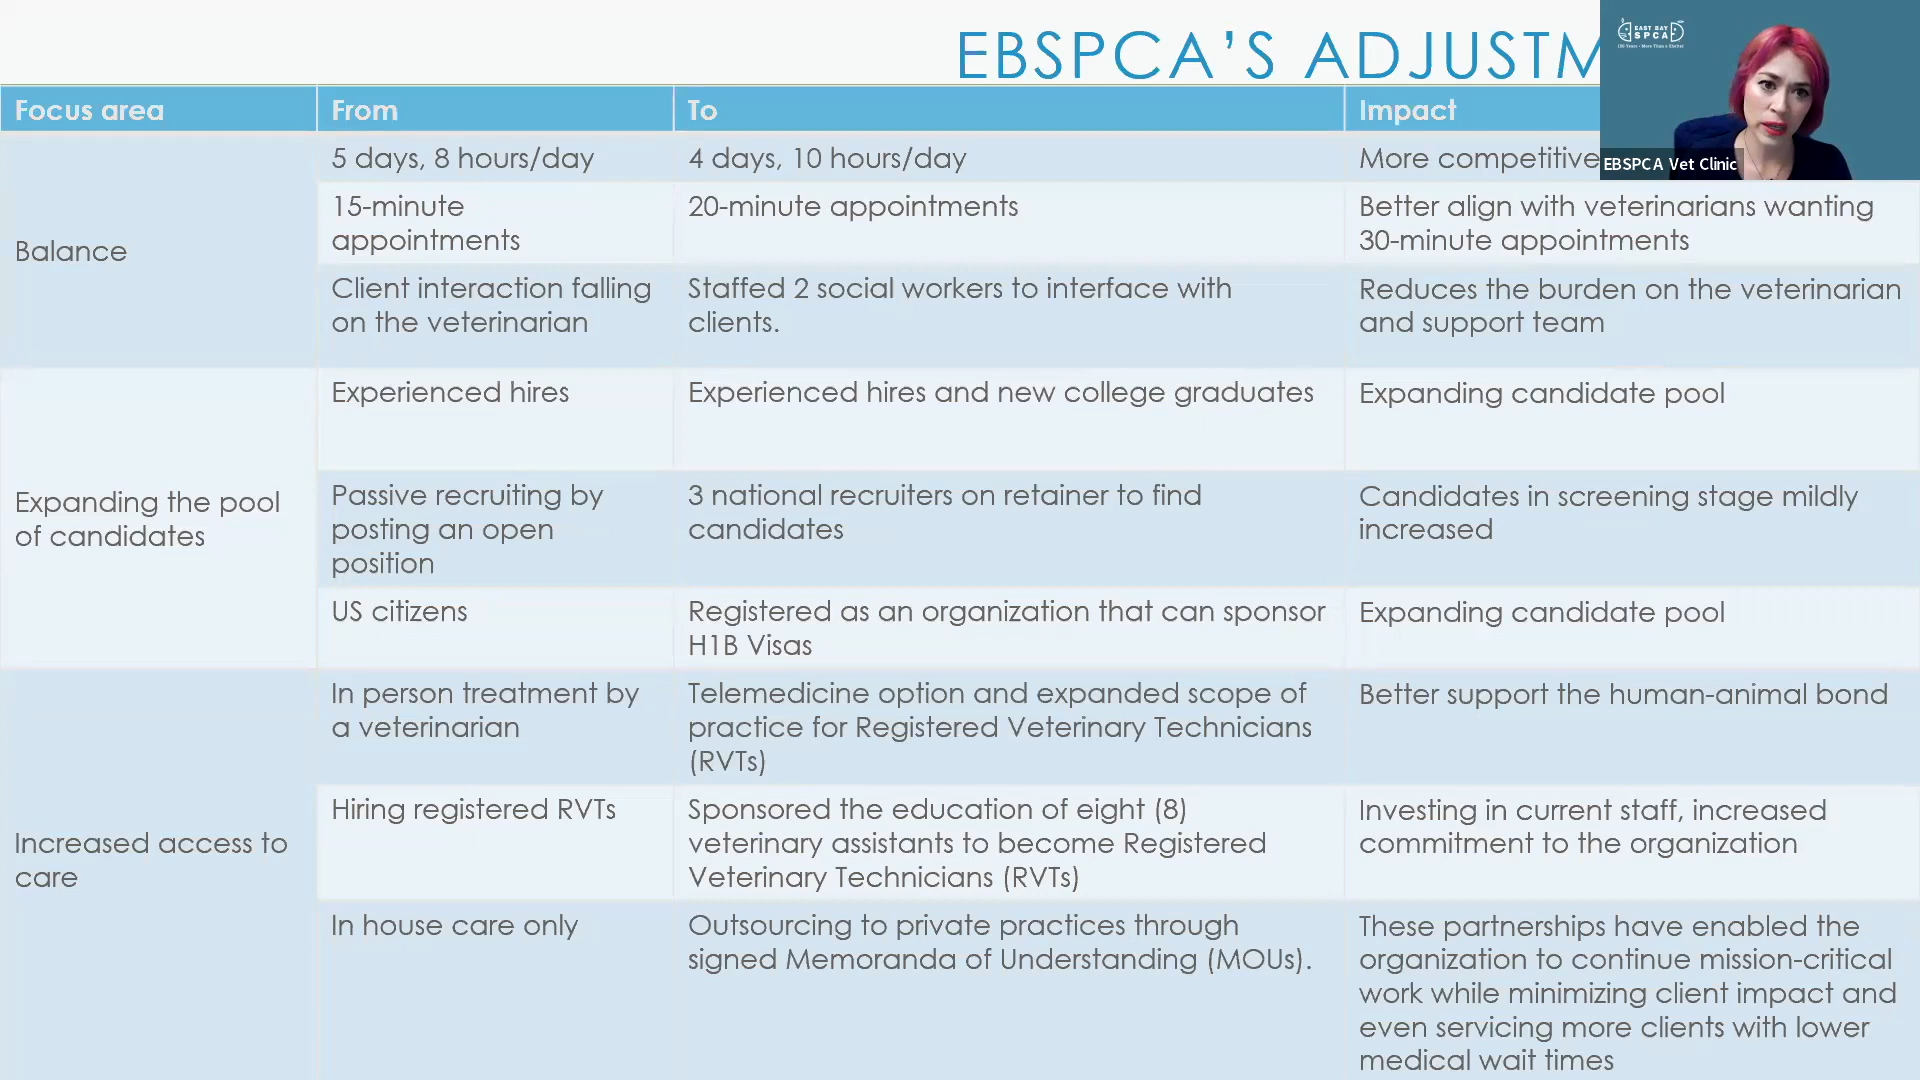 EBSPCA'S ADJUSTM
EAST BAY
SPCA
Focus area
From
To
Impact
EBSPCA Vet Clinic
Balance
5 days, 8 hours/day
4 days, 10 hours/day
More competitive
15-minute
appointments
20-minute appointments
Better align with veterinarians wanting
30-minute appointments
Client interaction falling
on the veterinarian
Staffed 2 social workers to interface with
clients.
Reduces the burden on the veterinarian
and support team
Expanding the pool
of candidates
Experienced hires
Experienced hires and new college graduates
Expanding candidate pool
Passive recruiting by
posting an open
position
3 national recruiters on retainer to find
candidates
Candidates in screening stage mildly
increased
US citizens
Registered as an organization that can sponsor
H1B Visas
Expanding candidate pool
Increased access to
care
In person treatment by
a veterinarian
Telemedicine option and expanded scope of
practice for Registered Veterinary Technicians
(RVTs)
Better support the human-animal bond
Hiring registered RVTs
Sponsored the education of eight (8)
veterinary assistants to become Registered
Veterinary Technicians (RVTs)
Investing in current staff, increased
commitment to the organization
In house care only
Outsourcing to private practices through
signed Memoranda of Understanding (MOUs).
These partnerships have enabled the
organization to continue mission-critical
work while minimizing client impact and
even servicing more clients with lower
medical wait times